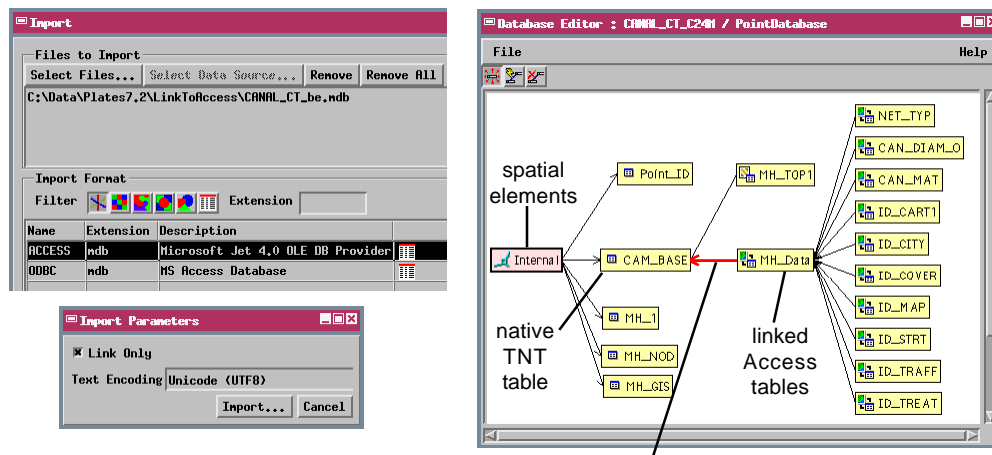 Import
Files to Import
Select Files... Select Data Source... Remove Remove All
C:\Data\Plates7.2\LinkToAccess\CANAL_CT_be.mdb
Import Format
Filter Extension
Name Extension Description
ACCESS mdb Microsoft Jet 4.0 OLE DB Provider
ODBC mdb MS Access Database
Import Parameters
Link Only
Text Encoding Unicode (UTF8)
Import... Cancel
Database Editor : CANAL_CT_C24M / PointDatabase
File Help
spatial
elements
Internal
Point_ID
CAM_BASE
MH_1
MH_NOD
MH_GIS
native
TNT
table
MH_TOP1
MH_Data
linked
Access
tables
NET_TYP
CAN_DIAM_O
CAN_MAT
ID_CART1
ID_CITY
ID_COVER
ID_MAP
ID_STRT
ID_TRAFF
ID_TREAT